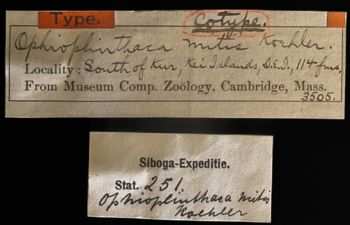 Type. Cotype.
Ophioplinthaca mitis Koehler.
Locality: South of Kur, Kei Islands, D.E.I., 114 fms,
From Museum Comp. Zoology, Cambridge, Mass.
3505.
Siboga-Expeditie.
Stat. 251.
Ophioplinthaca mitis
Koehler